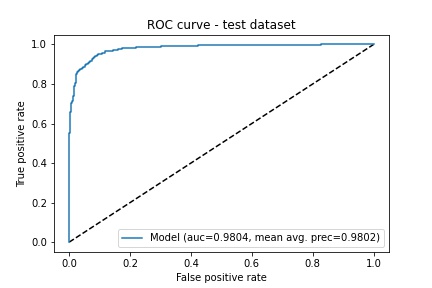 ROC curve - test dataset
1.0
0.8
0.6
0.4
0.2
0.0
True positive rate
Model (auc=0.9804, mean avg. prec=0.9802)
0.0 0.2 0.4 0.6 0.8 1.0
False positive rate